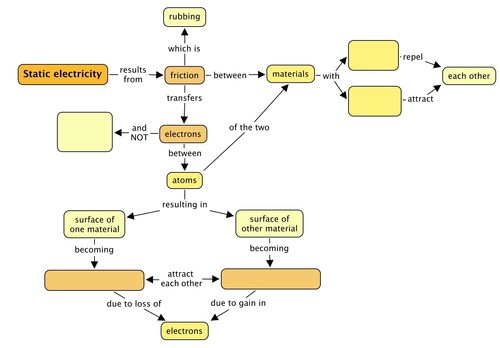 rubbing
which is
Static electricity
results
from
friction
between
materials
with
repel
attract
each other
transfers
and
NOT
electrons
of the two
between
atoms
resulting in
surface of
one material
surface of
other material
becoming
becoming
attract
each other
due to loss of
due to gain in
electrons